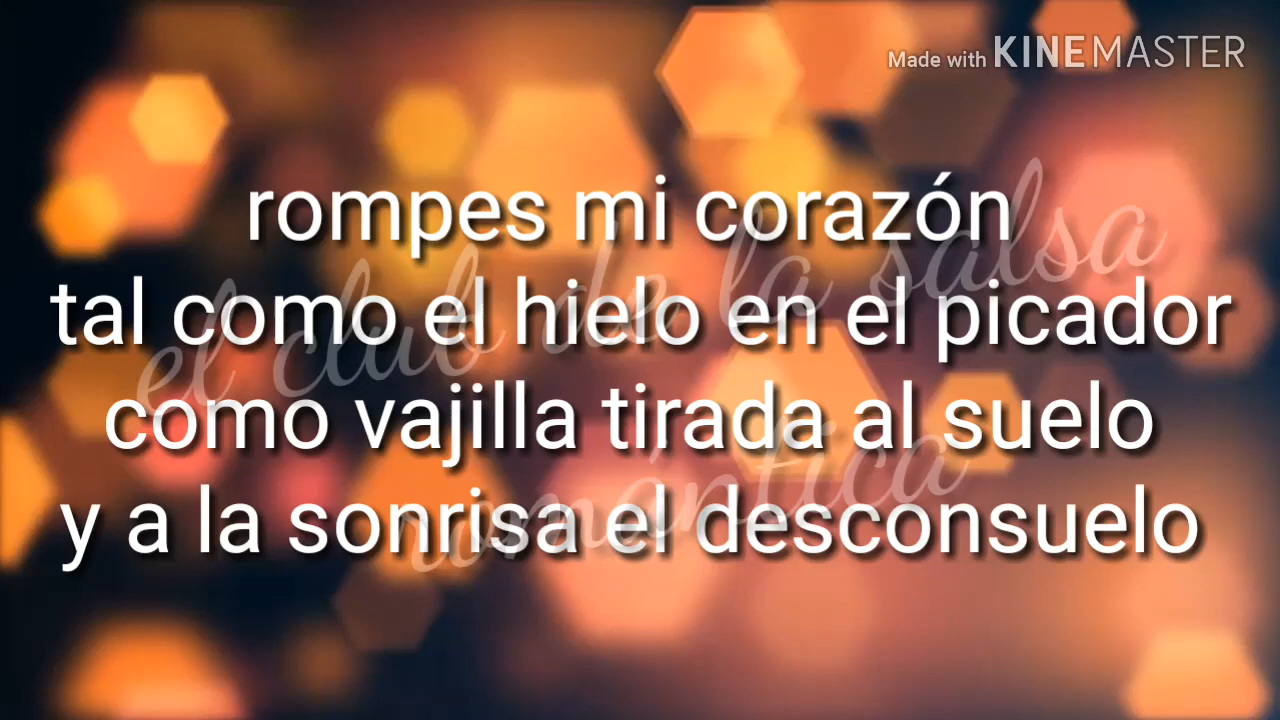 Made with KINEMASTER
rompes mi corazón
tal como el hielo en el picador
como vajilla tirada al suelo
y a la sonrisa el desconsuelo
el club de la salsa
romántica